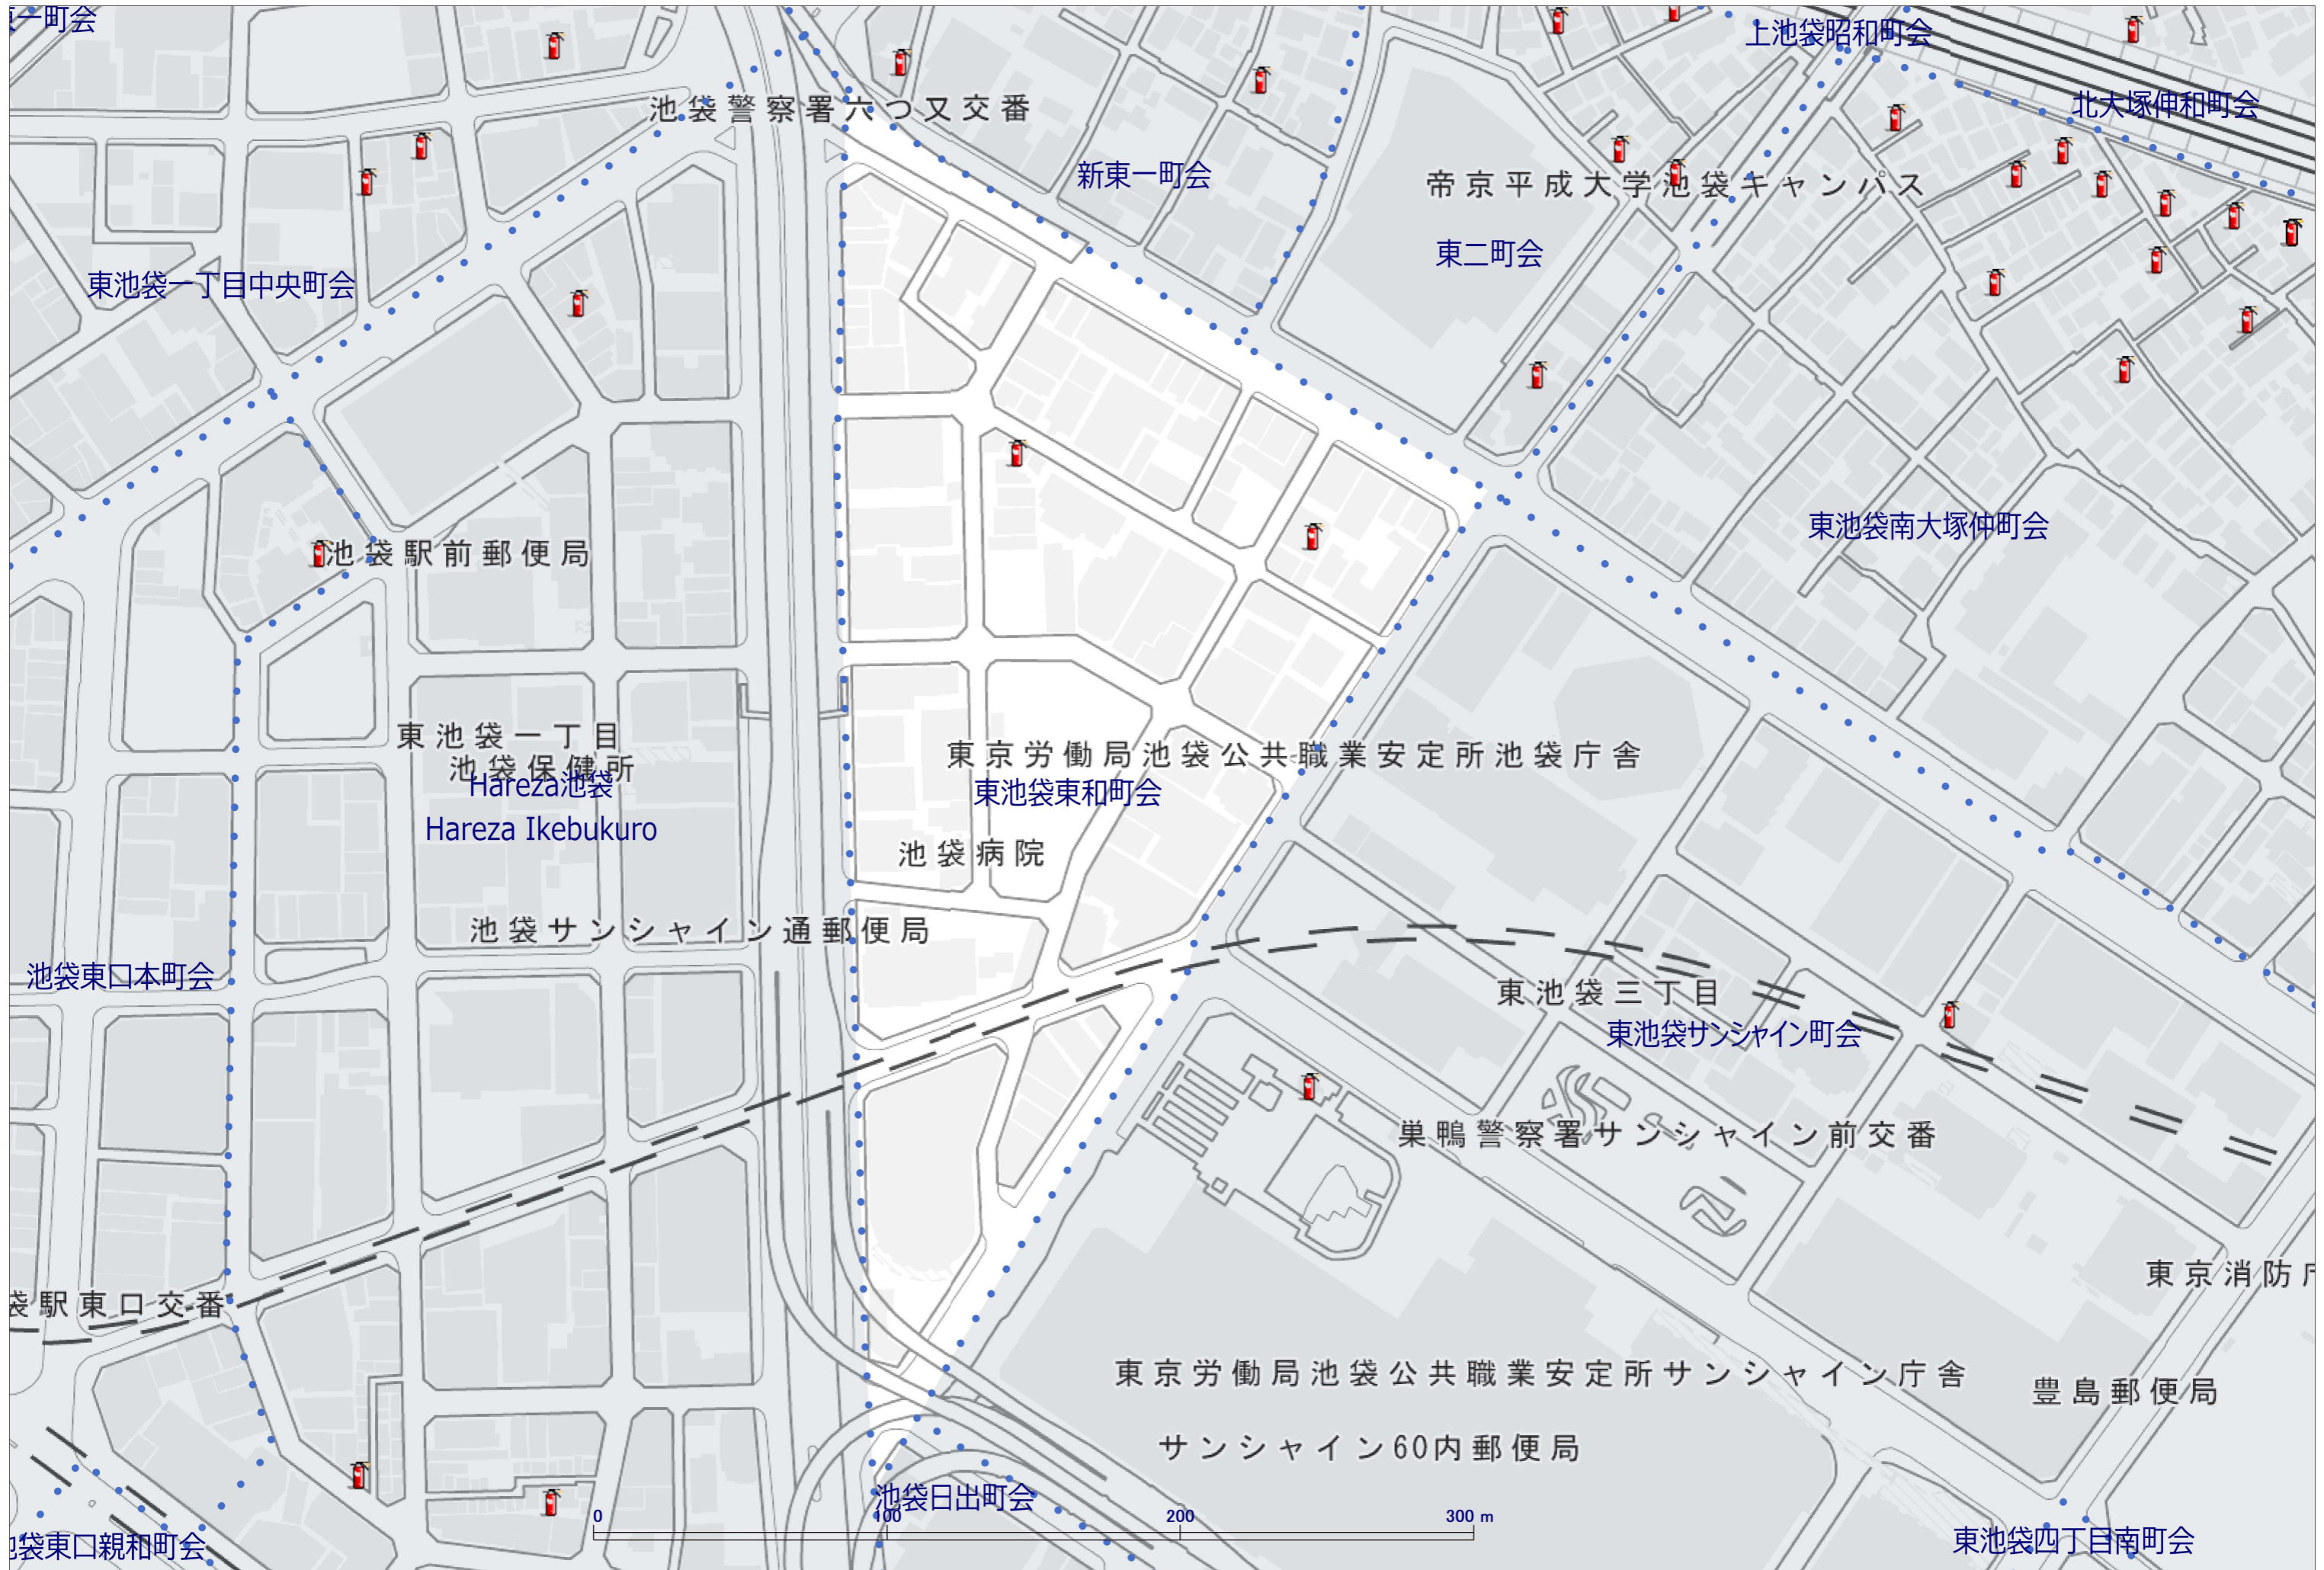 東一町会
上池袋昭和町会
北大塚伸和町会
池袋警察署六つ又交番
新東一町会
帝京平成大学池袋キャンパス
東二町会
東池袋一丁目中央町会
東池袋南大塚仲町会
池袋駅前郵便局
東池袋一丁目
池袋保健所
Hareza池袋
Hareza Ikebukuro
東京労働局池袋公共職業安定所池袋庁舎
東池袋東和町会
池袋病院
池袋サンシャイン通郵便局
池袋東口本町会
東池袋三丁目
東池袋サンシャイン町会
巣鴨警察署サンシャイン前交番
東京消防庁
袋駅東口交番
東京労働局池袋公共職業安定所サンシャイン庁舎
豊島郵便局
サンシャイン60内郵便局
池袋日出町会
0 100 200 300 m
池袋東口親和町会
東池袋四丁目南町会